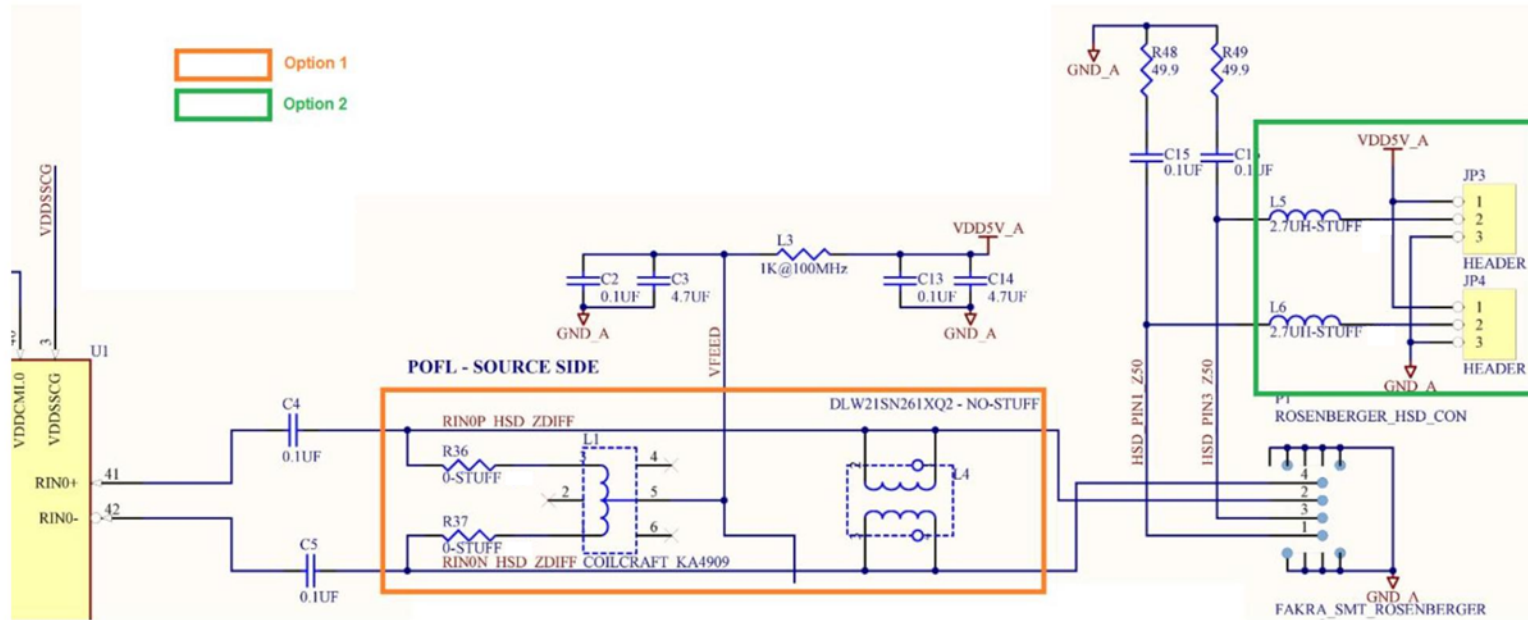 Option 1
Option 2
GND_A
R48
49.9
R49
49.9
C15
0.1UF
VDD5V_A
JP3
1
2
3
HEADER
L5
2.7UH-STUFF
JP4
1
2
3
HEADER
L6
2.7UH-STUFF
GND_A
VDDSSCG
VDD5V_A
L3
1K@100MHz
C2
0.1UF
C3
4.7UF
C13
0.1UF
C14
4.7UF
GND_A
GND_A
VFEED
HSD_PIN1_Z50
HSD_PIN3_Z50
3
U1
VDDCML0
VDDSSCG
RIN0+
41
RIN0-
42
C4
0.1UF
C5
0.1UF
POFL - SOURCE SIDE
DLW21SN261XQ2 - NO-STUFF
RIN0P_HSD_ZDIFF
R36
0-STUFF
L1
3
4
2
5
6
R37
0-STUFF
RIN0N_HSD_ZDIFF
COILCRAFT_KA4909
L4
ROSENBERGER_HSD_CON
4
2
3
1
GND_A
FAKRA_SMT_ROSENBERGER